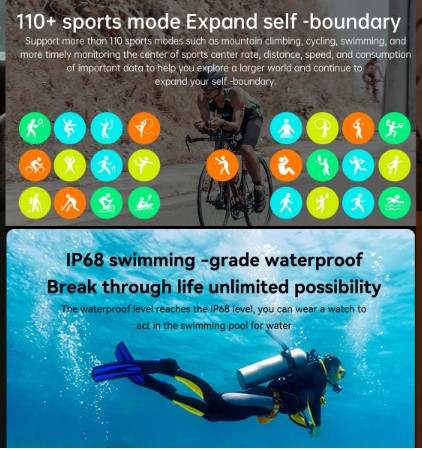 110+ sports mode Expand self -boundary
Support more than 110 sports modes such as mountain climbing, cycling, swimming, and
more timely monitoring the center of sports center rate, distance, speed, and consumption
of important data to help you explore a larger world and continue to
expand your self -boundary.
IP68 swimming -grade waterproof
Break through life unlimited possibility
The waterproof level reaches the IP68 level, you can wear a watch to
act in the swimming pool for water